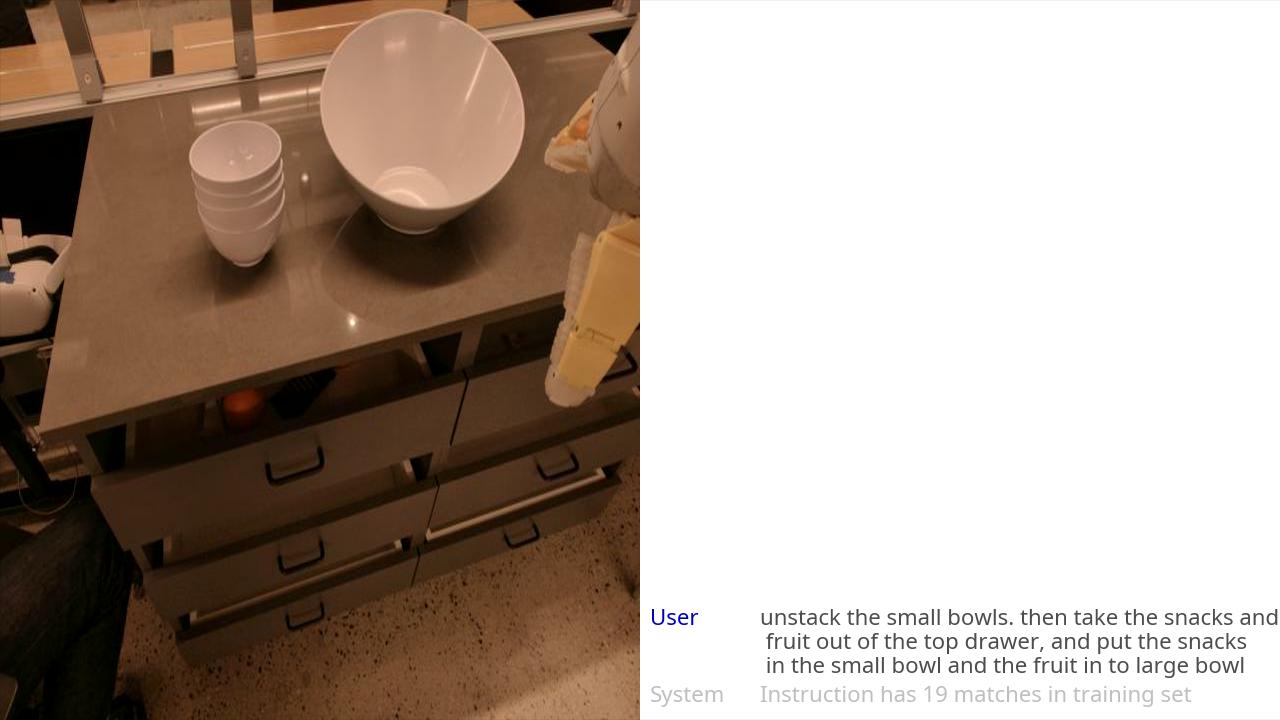 User unstack the small bowls. then take the snacks and
fruit out of the top drawer, and put the snacks
in the small bowl and the fruit in to large bowl
System Instruction has 19 matches in training set